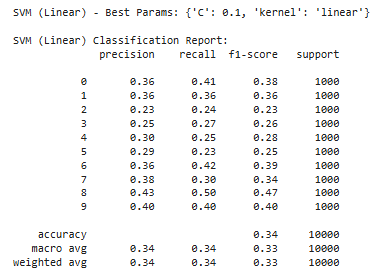 SVM (Linear) - Best Params: {'C': 0.1, 'kernel': 'linear'}
SVM (Linear) Classification Report:
precision recall f1-score support
0 0.36 0.41 0.38 1000
1 0.36 0.36 0.36 1000
2 0.23 0.24 0.23 1000
3 0.25 0.27 0.26 1000
4 0.30 0.25 0.28 1000
5 0.29 0.23 0.25 1000
6 0.36 0.42 0.39 1000
7 0.38 0.30 0.34 1000
8 0.43 0.50 0.47 1000
9 0.40 0.40 0.40 1000
accuracy 0.34 10000
macro avg 0.34 0.34 0.33 10000
weighted avg 0.34 0.34 0.33 10000